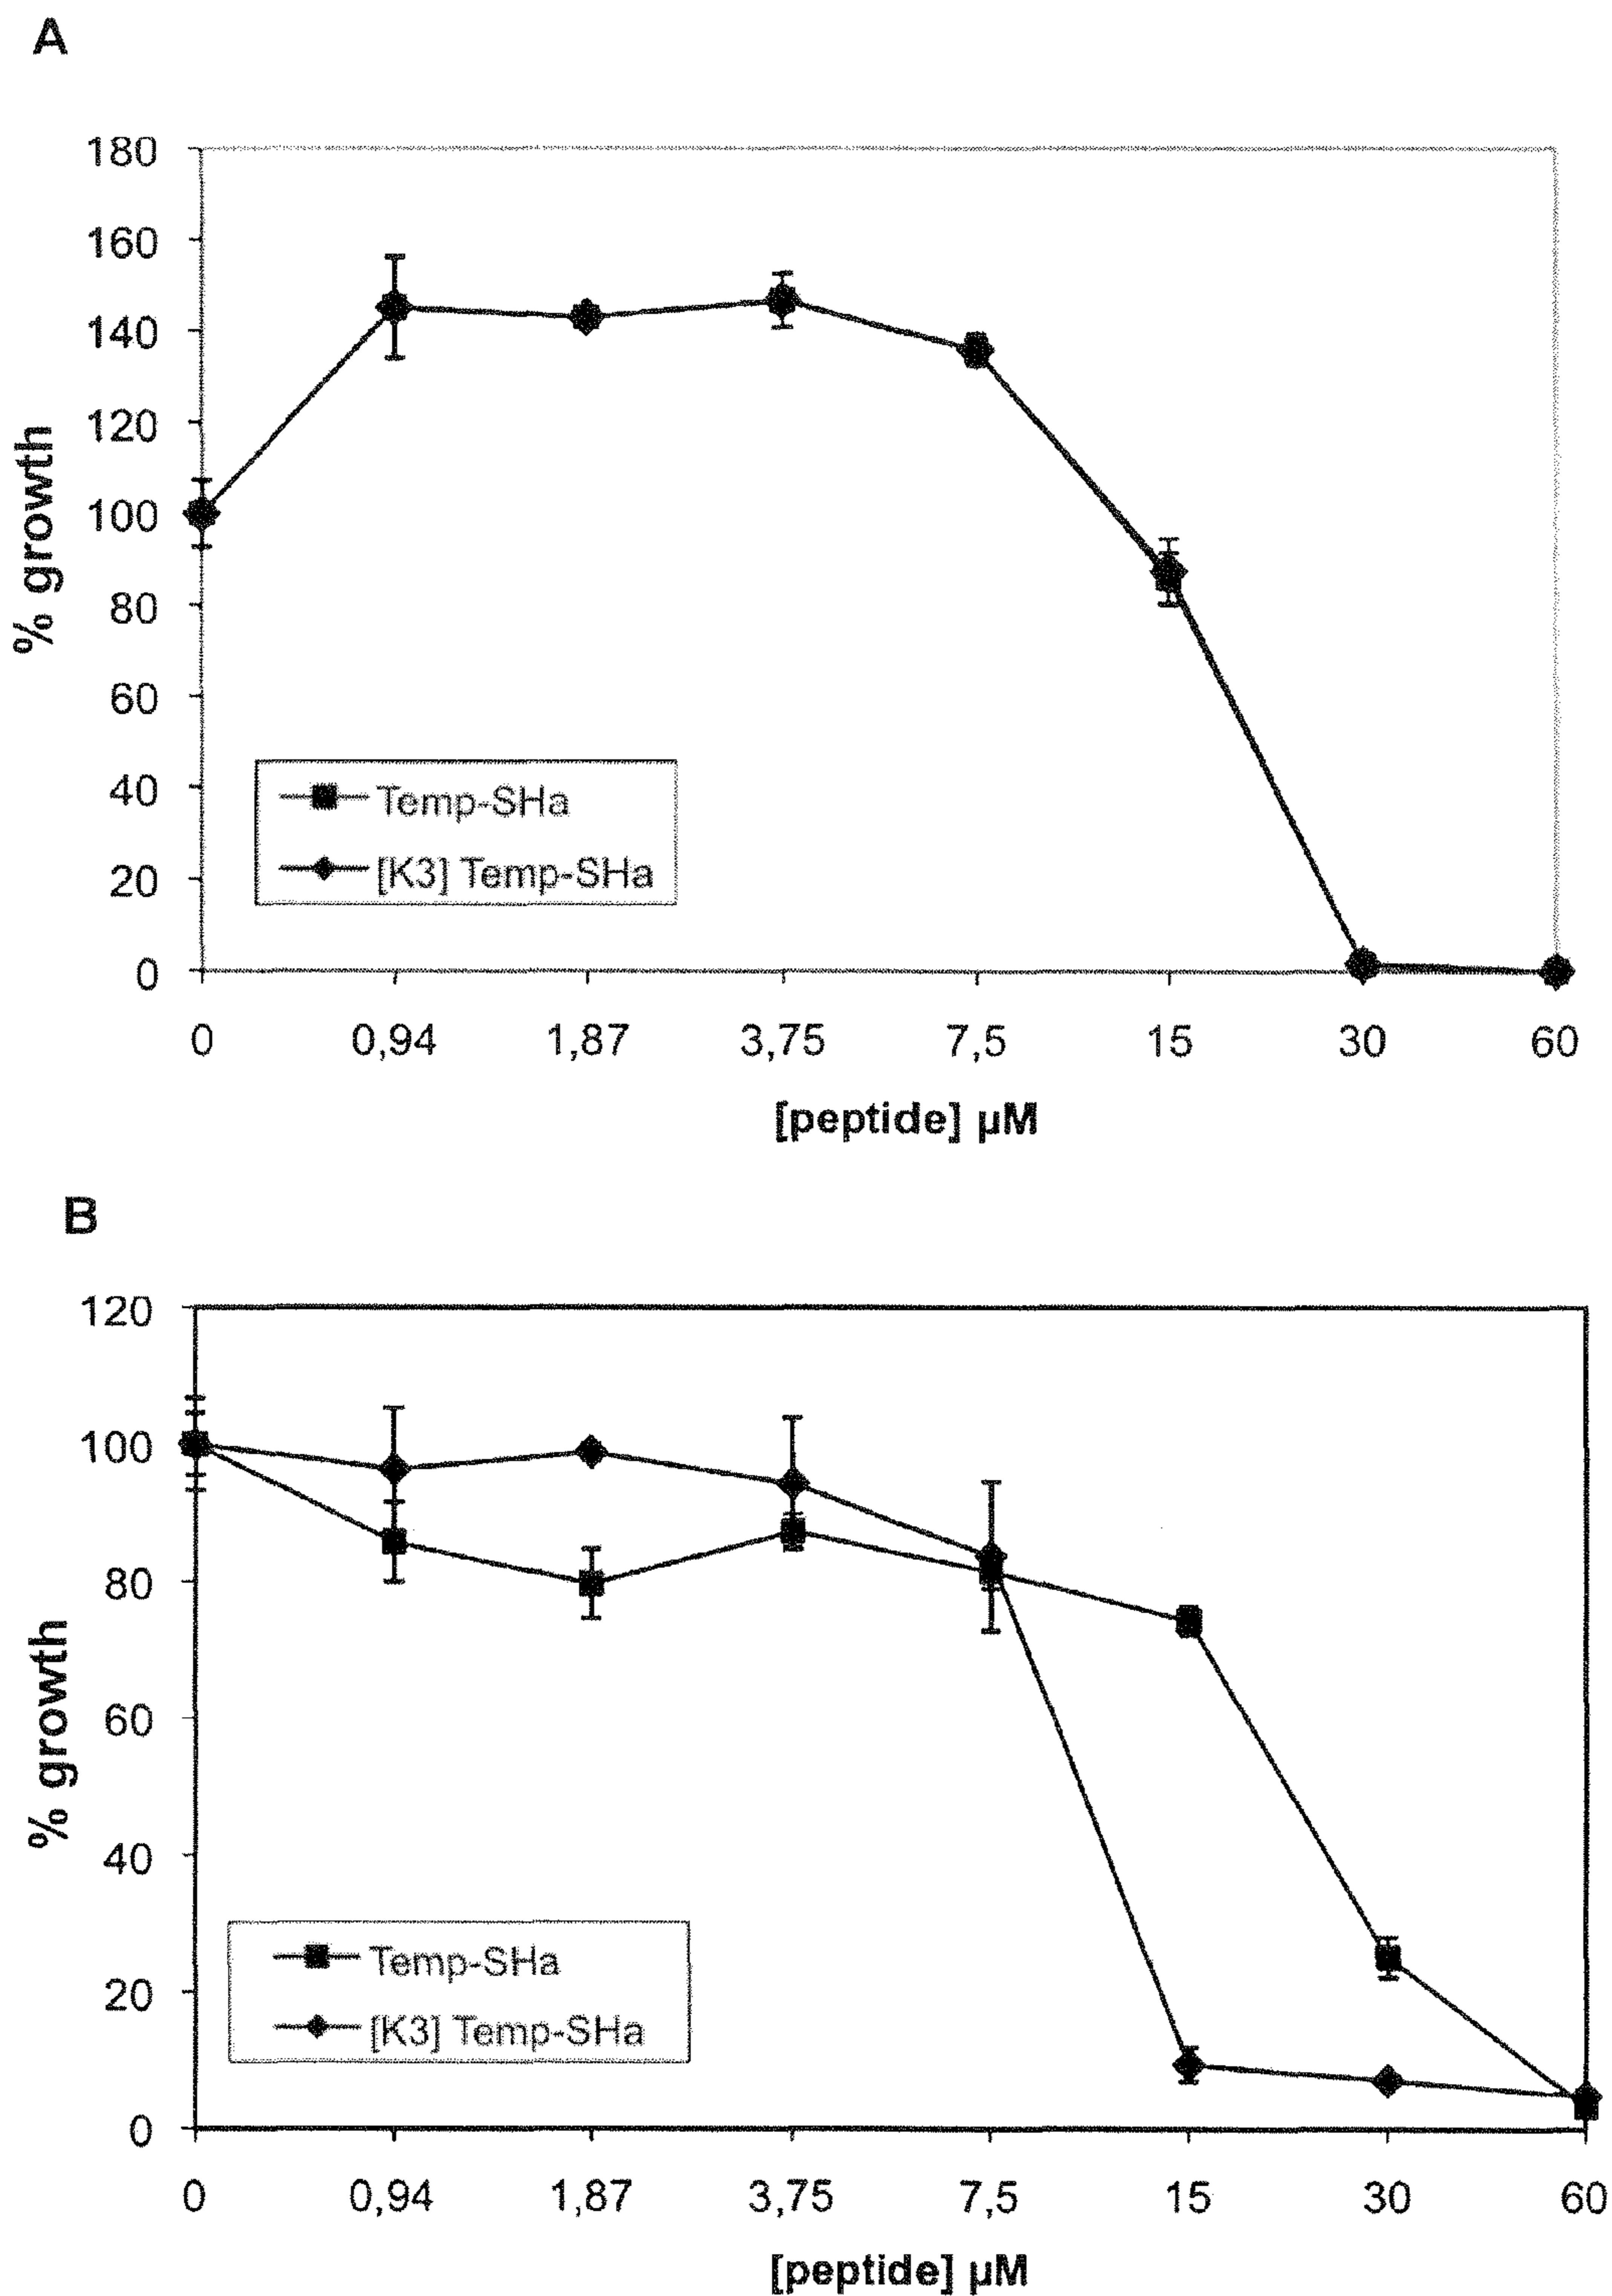 A
180
160
140
120
100
80
60
40
20
0
% growth
Temp-SHa
[K3] Temp-SHa
0 0,94 1,87 3,75 7,5 15 30 60
[peptide] µM
B
120
100
80
60
40
20
0
% growth
Temp-SHa
[K3] Temp-SHa
0 0,94 1,87 3,75 7,5 15 30 60
[peptide] µM